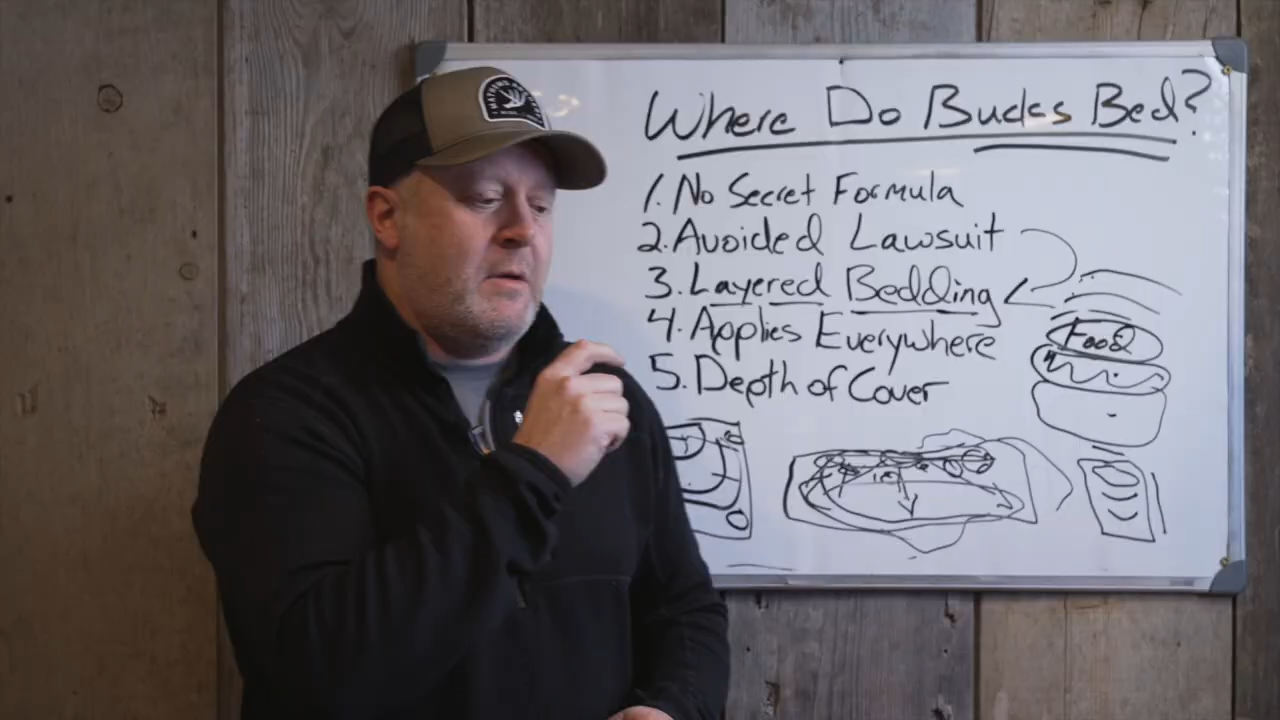 Where Do Bucks Bed?
1. No Secret Formula
2. Avoided Lawsuit
3. Layered Bedding
4. Applies Everywhere
5. Depth of Cover
Food